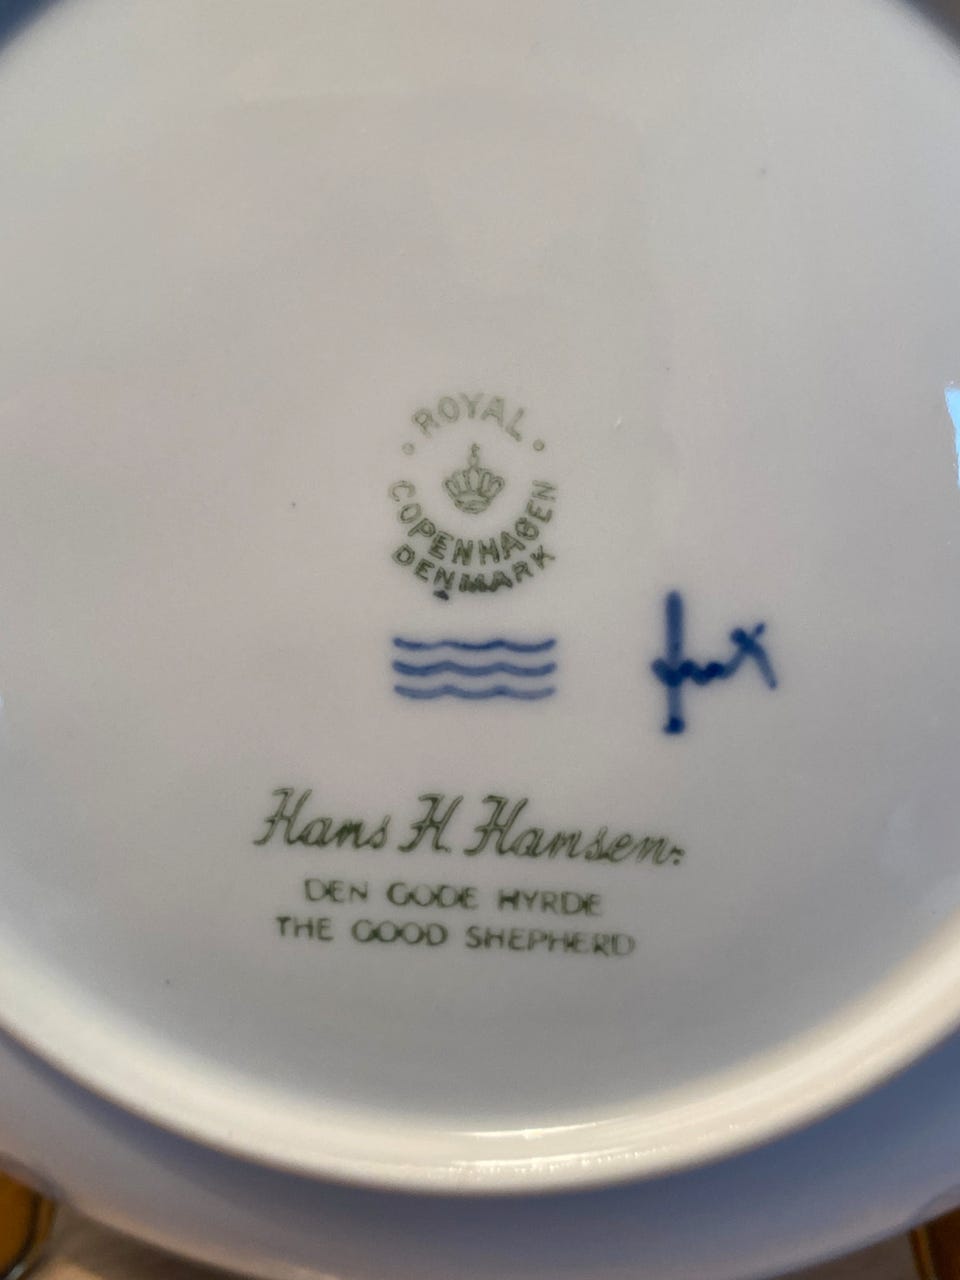 ROYAL
COPENHAGEN
DENMARK
Hans H. Hansen:
DEN GODE HYRDE
THE GOOD SHEPHERD